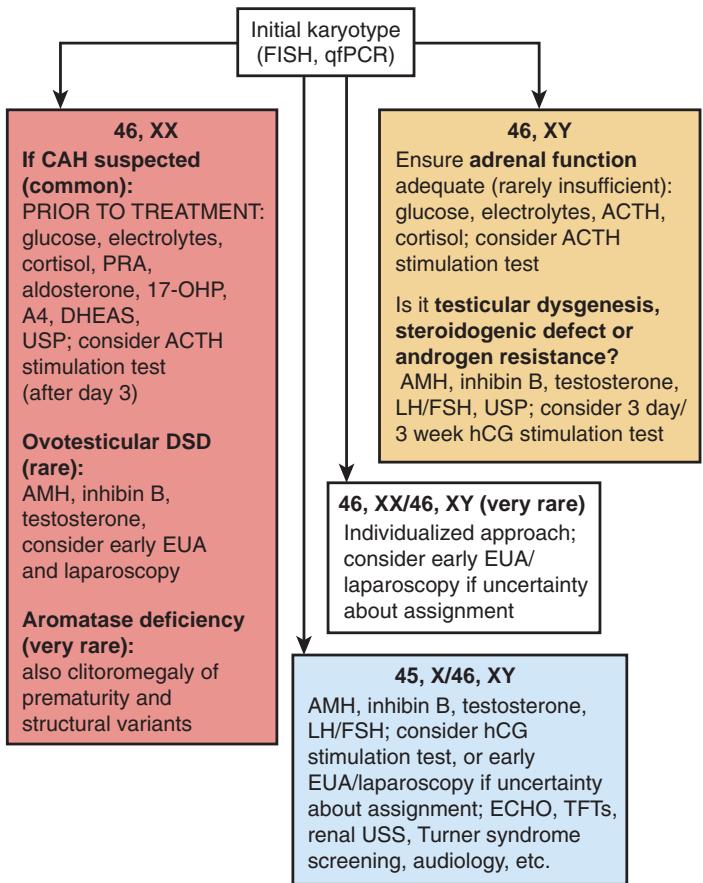 Initial karyotype
(FISH, qfPCR)
46, XX
If CAH suspected
(common):
PRIOR TO TREATMENT:
glucose, electrolytes,
cortisol, PRA,
aldosterone, 17-OHP,
A4, DHEAS,
USP; consider ACTH
stimulation test
(after day 3)
Ovotesticular DSD
(rare):
AMH, inhibin B,
testosterone,
consider early EUA
and laparoscopy
Aromatase deficiency
(very rare):
also clitoromegaly of
prematurity and
structural variants
46, XY
Ensure adrenal function
adequate (rarely insufficient):
glucose, electrolytes, ACTH,
cortisol; consider ACTH
stimulation test
Is it testicular dysgenesis,
steroidogenic defect or
androgen resistance?
AMH, inhibin B, testosterone,
LH/FSH, USP; consider 3 day/
3 week hCG stimulation test
46, XX/46, XY (very rare)
Individualized approach;
consider early EUA/
laparoscopy if uncertainty
about assignment
45, X/46, XY
AMH, inhibin B, testosterone,
LH/FSH; consider hCG
stimulation test, or early
EUA/laparoscopy if uncertainty
about assignment; ECHO, TFTs,
renal USS, Turner syndrome
screening, audiology, etc.